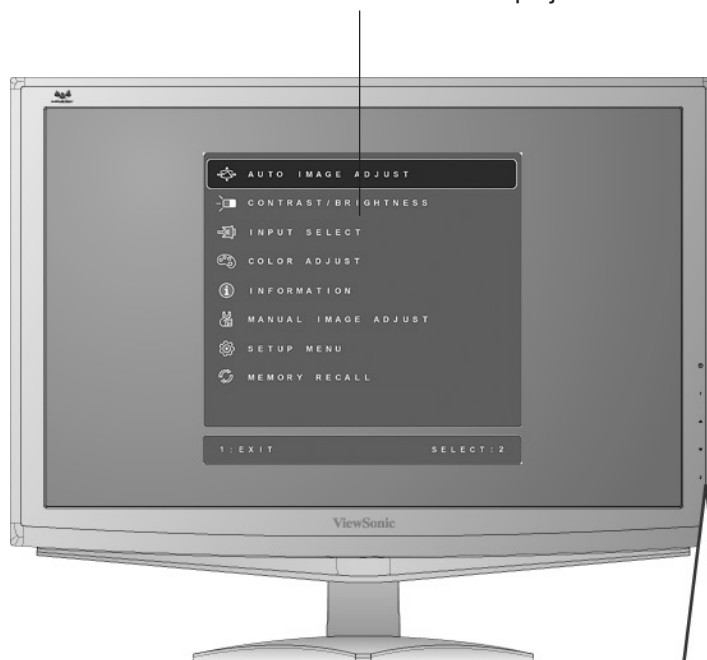 AUTO IMAGE ADJUST
CONTRAST/BRIGHTNESS
INPUT SELECT
COLOR ADJUST
INFORMATION
MANUAL IMAGE ADJUST
SETUP MENU
MEMORY RECALL
1:EXIT SELECT:2
ViewSonic